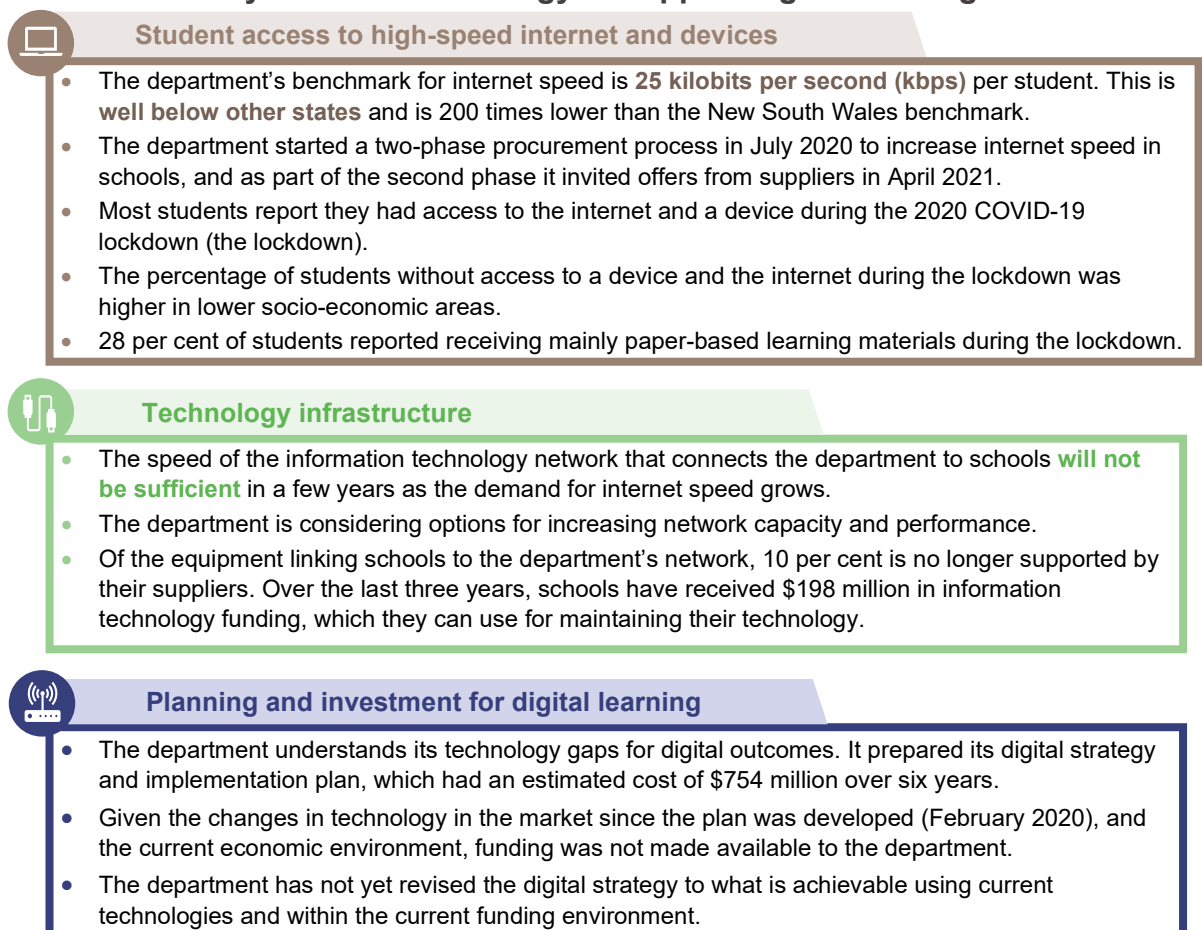 Student access to high-speed internet and devices
• The department's benchmark for internet speed is 25 kilobits per second (kbps) per student. This is
well below other states and is 200 times lower than the New South Wales benchmark.
• The department started a two-phase procurement process in July 2020 to increase internet speed in
schools, and as part of the second phase it invited offers from suppliers in April 2021.
• Most students report they had access to the internet and a device during the 2020 COVID-19
lockdown (the lockdown).
• The percentage of students without access to a device and the internet during the lockdown was
higher in lower socio-economic areas.
• 28 per cent of students reported receiving mainly paper-based learning materials during the lockdown.
Technology infrastructure
• The speed of the information technology network that connects the department to schools will not
be sufficient in a few years as the demand for internet speed grows.
• The department is considering options for increasing network capacity and performance.
• Of the equipment linking schools to the department's network, 10 per cent is no longer supported by
their suppliers. Over the last three years, schools have received $198 million in information
technology funding, which they can use for maintaining their technology.
Planning and investment for digital learning
• The department understands its technology gaps for digital outcomes. It prepared its digital strategy
and implementation plan, which had an estimated cost of $754 million over six years.
• Given the changes in technology in the market since the plan was developed (February 2020), and
the current economic environment, funding was not made available to the department.
• The department has not yet revised the digital strategy to what is achievable using current
technologies and within the current funding environment.